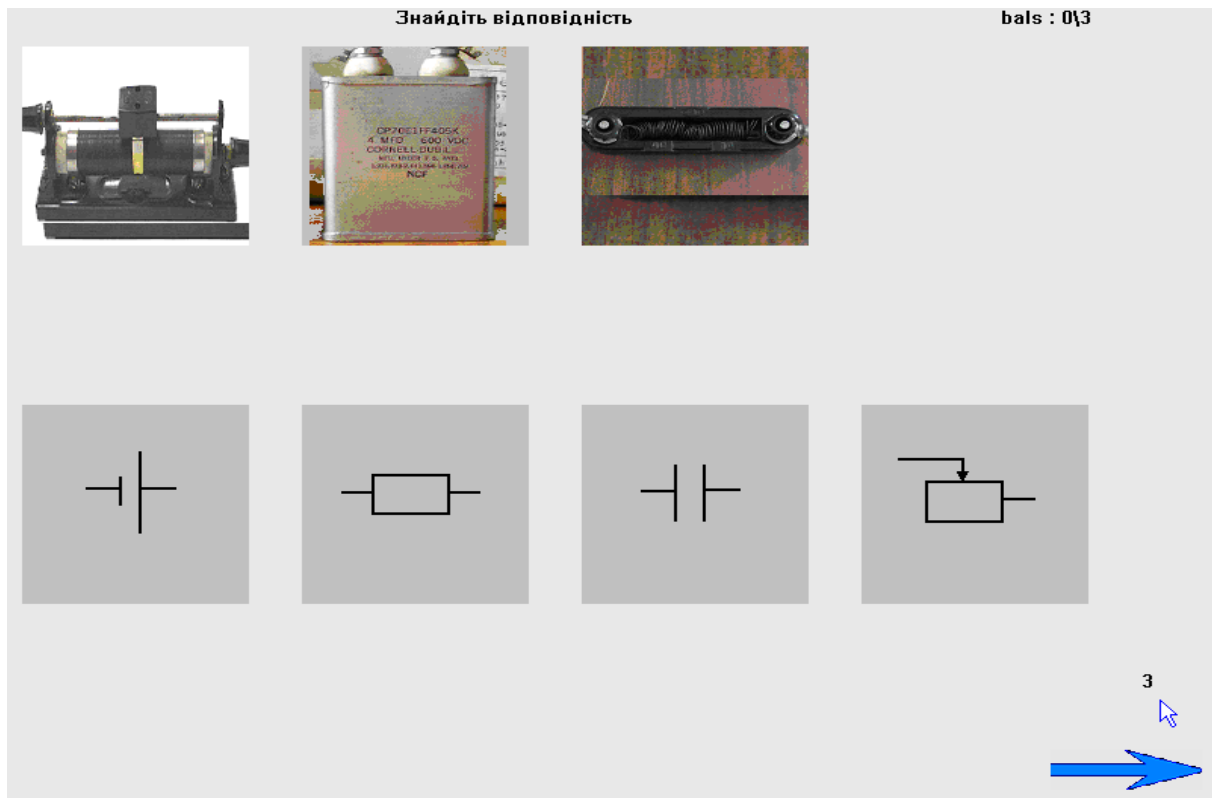 Знайдіть відповідність
bals : 0\3
CP70E1FF405K
4 MFD 600 VDC
CORNELL-DUBIL
NCF
3